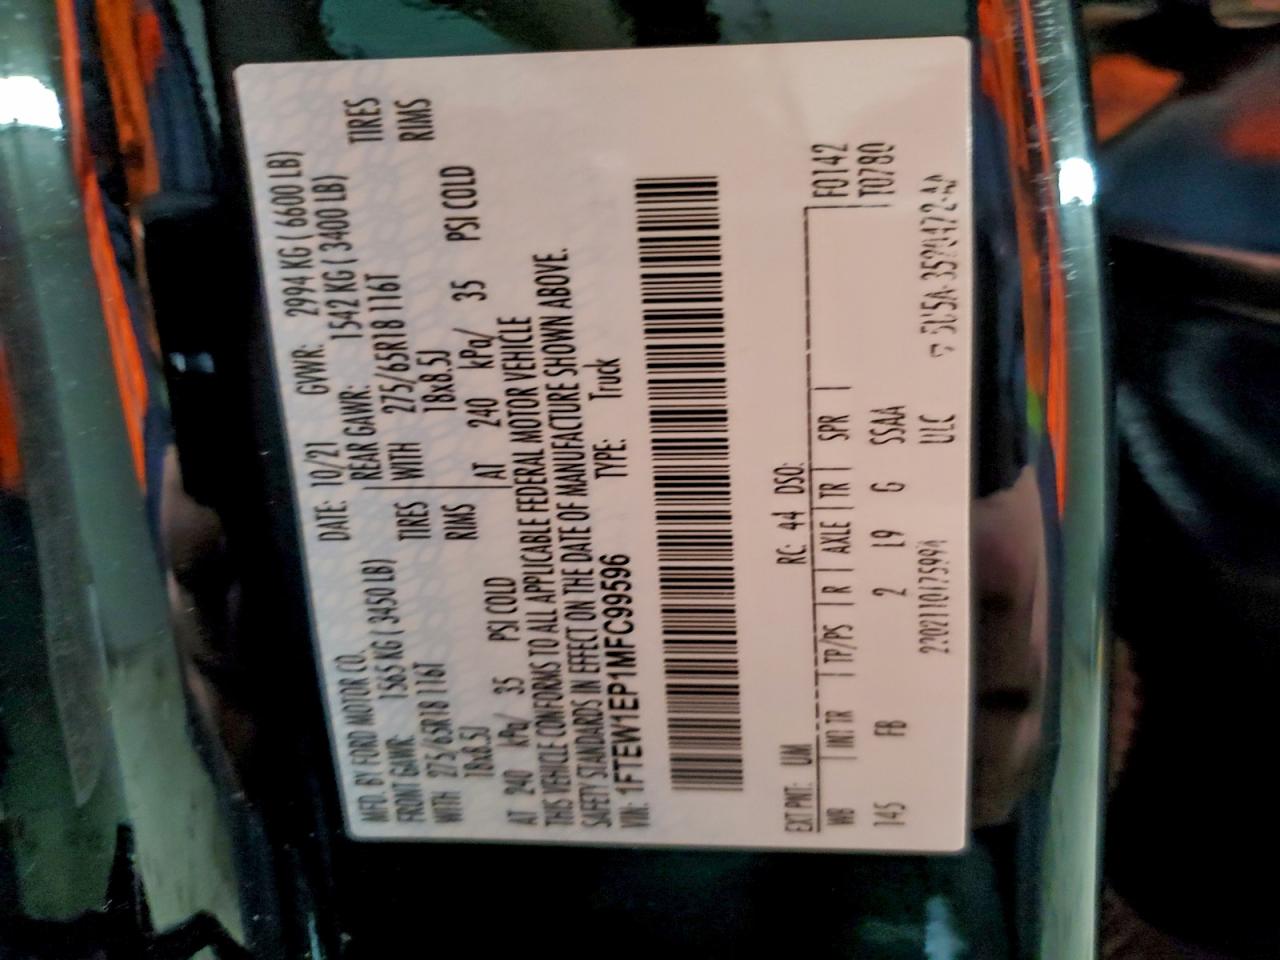 MFD. BY FORD MOTOR CO. DATE: 10/21 GVWR: 2994 KG ( 6600 LB)
FRONT GAWR: 1565 KG ( 3450 LB) REAR GAWR: 1542 KG ( 3400 LB)
WITH 275/65R18 116T TIRES WITH 275/65R18 116T TIRES
18x8.5J RIMS 18x8.5J RIMS
AT 240 kPa/ 35 PSI COLD AT 240 kPa/ 35 PSI COLD
THIS VEHICLE CONFORMS TO ALL APPLICABLE FEDERAL MOTOR VEHICLE
SAFETY STANDARDS IN EFFECT ON THE DATE OF MANUFACTURE SHOWN ABOVE.
VIN: 1FTEW1EP1MFC99596 TYPE: Truck
EXT PNT: UM RC: 44 DSO:
WB INT TR TP/PS R AXLE TR SPR F0142
145 FB 2 L9 G SSAA T0780
ULC